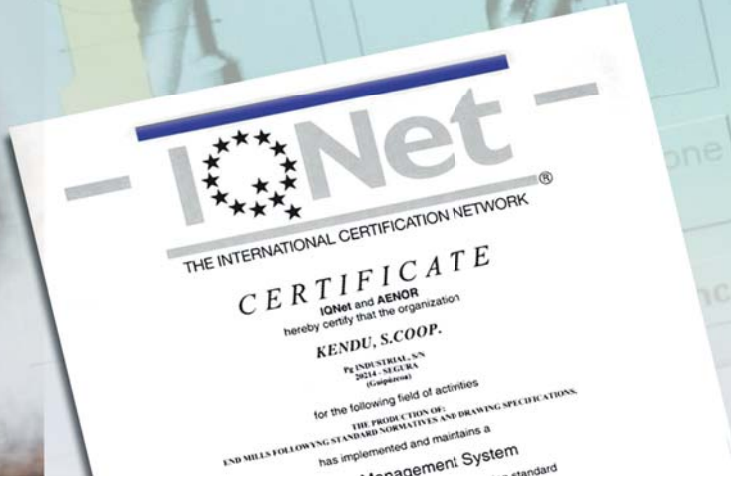 IQNet
®
THE INTERNATIONAL CERTIFICATION NETWORK
CERTIFICATE
IQNet and AENOR
hereby certify that the organization
KENDU, S.COOP.
Pg INDUSTRIAL, S/N
20214 - SEGURA
(Guipúzcoa)
for the following field of activities
THE PRODUCTION OF:
END MILLS FOLLOWYNG STANDARD NORMATIVES AND DRAWING SPECIFICATIONS.
has implemented and maintains a
Management System
standard
one